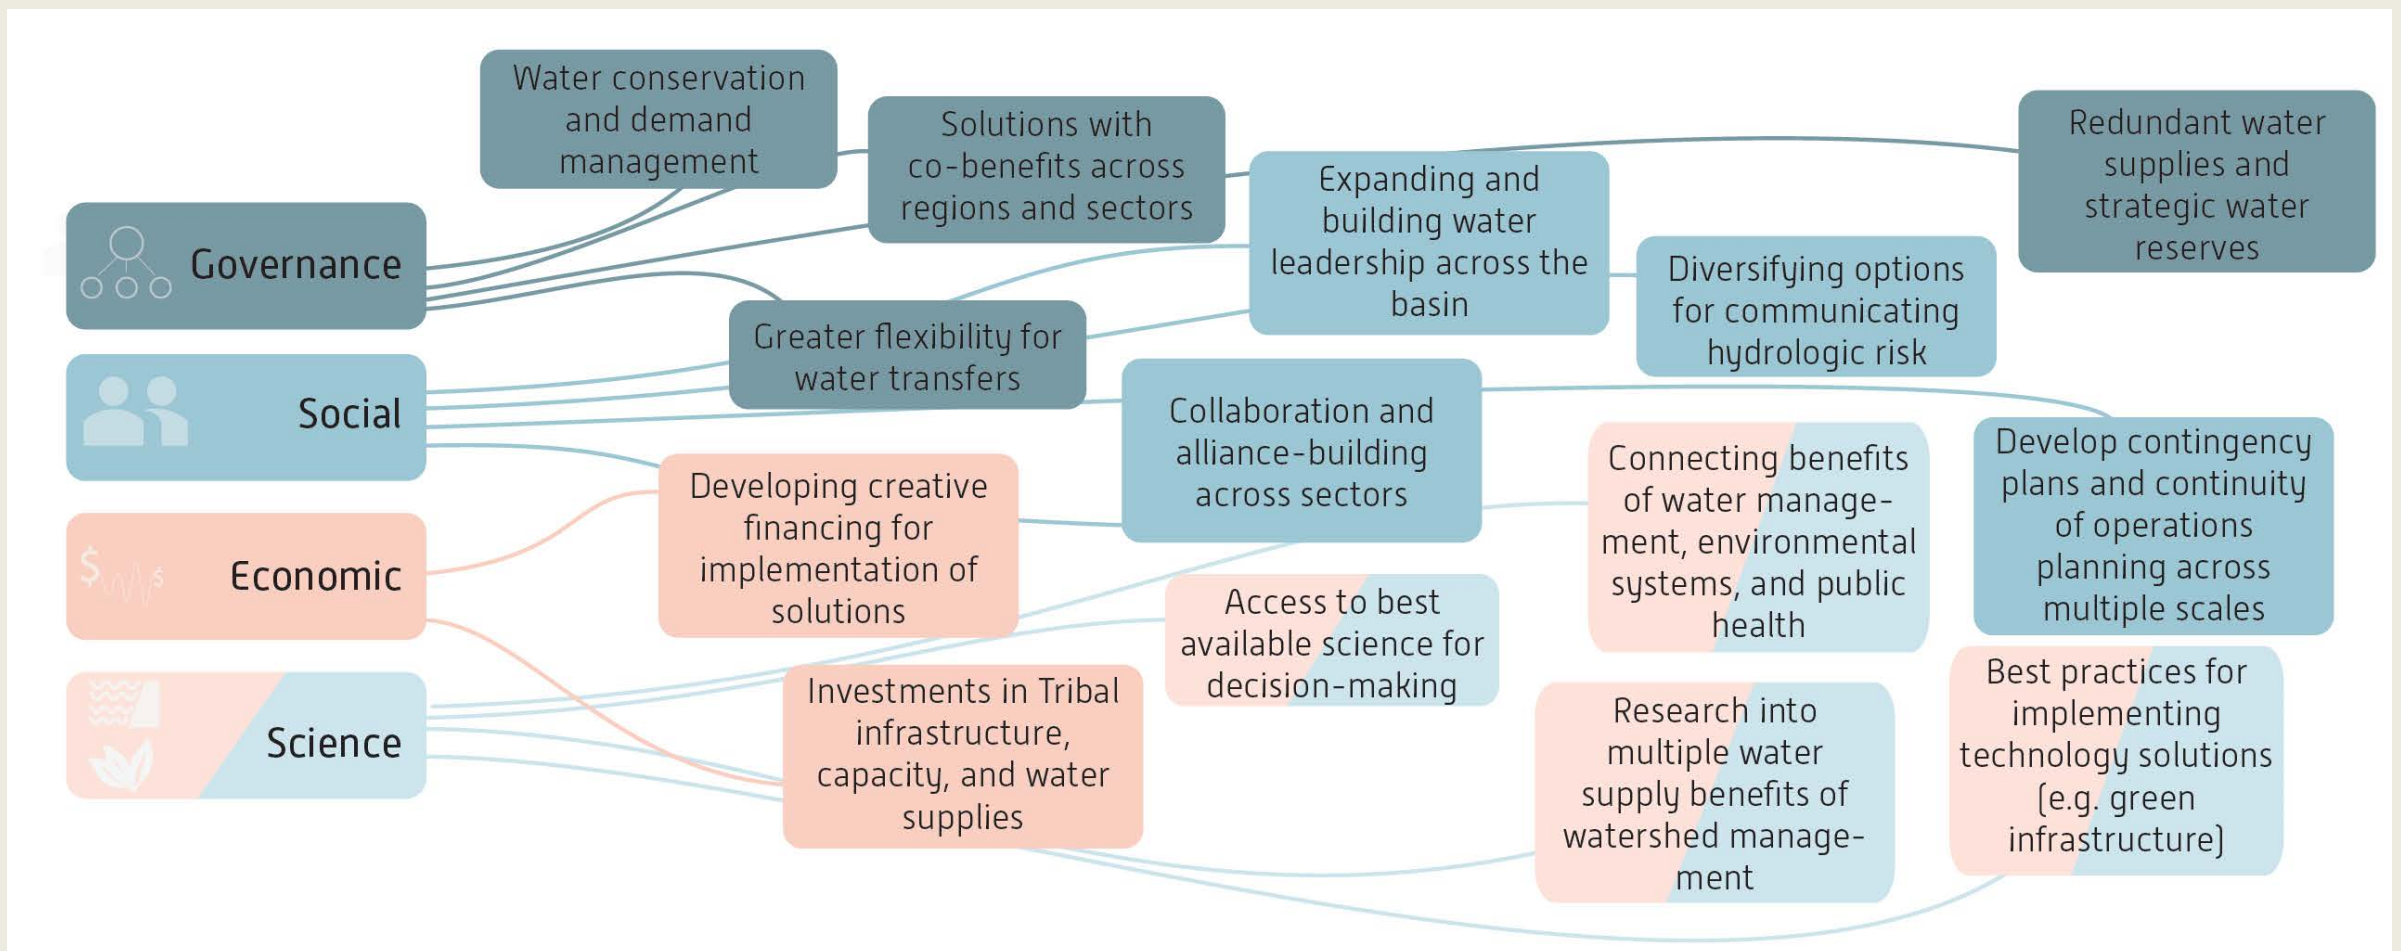 Water conservation
and demand
management
Solutions with
co-benefits across
regions and sectors
Redundant water
supplies and
strategic water
reserves
Expanding and
building water
leadership across the
basin
Governance
Diversifying options
for communicating
hydrologic risk
Greater flexibility for
water transfers
Social
Collaboration and
alliance-building
across sectors
Connecting benefits
of water manage-
ment, environmental
systems, and public
health
Develop contingency
plans and continuity
of operations
planning across
multiple scales
Developing creative
financing for
implementation of
solutions
$ $
Economic
Access to best
available science for
decision-making
Science
Investments in Tribal
infrastructure,
capacity, and water
supplies
Research into
multiple water
supply benefits of
watershed manage-
ment
Best practices for
implementing
technology solutions
(e.g. green
infrastructure)